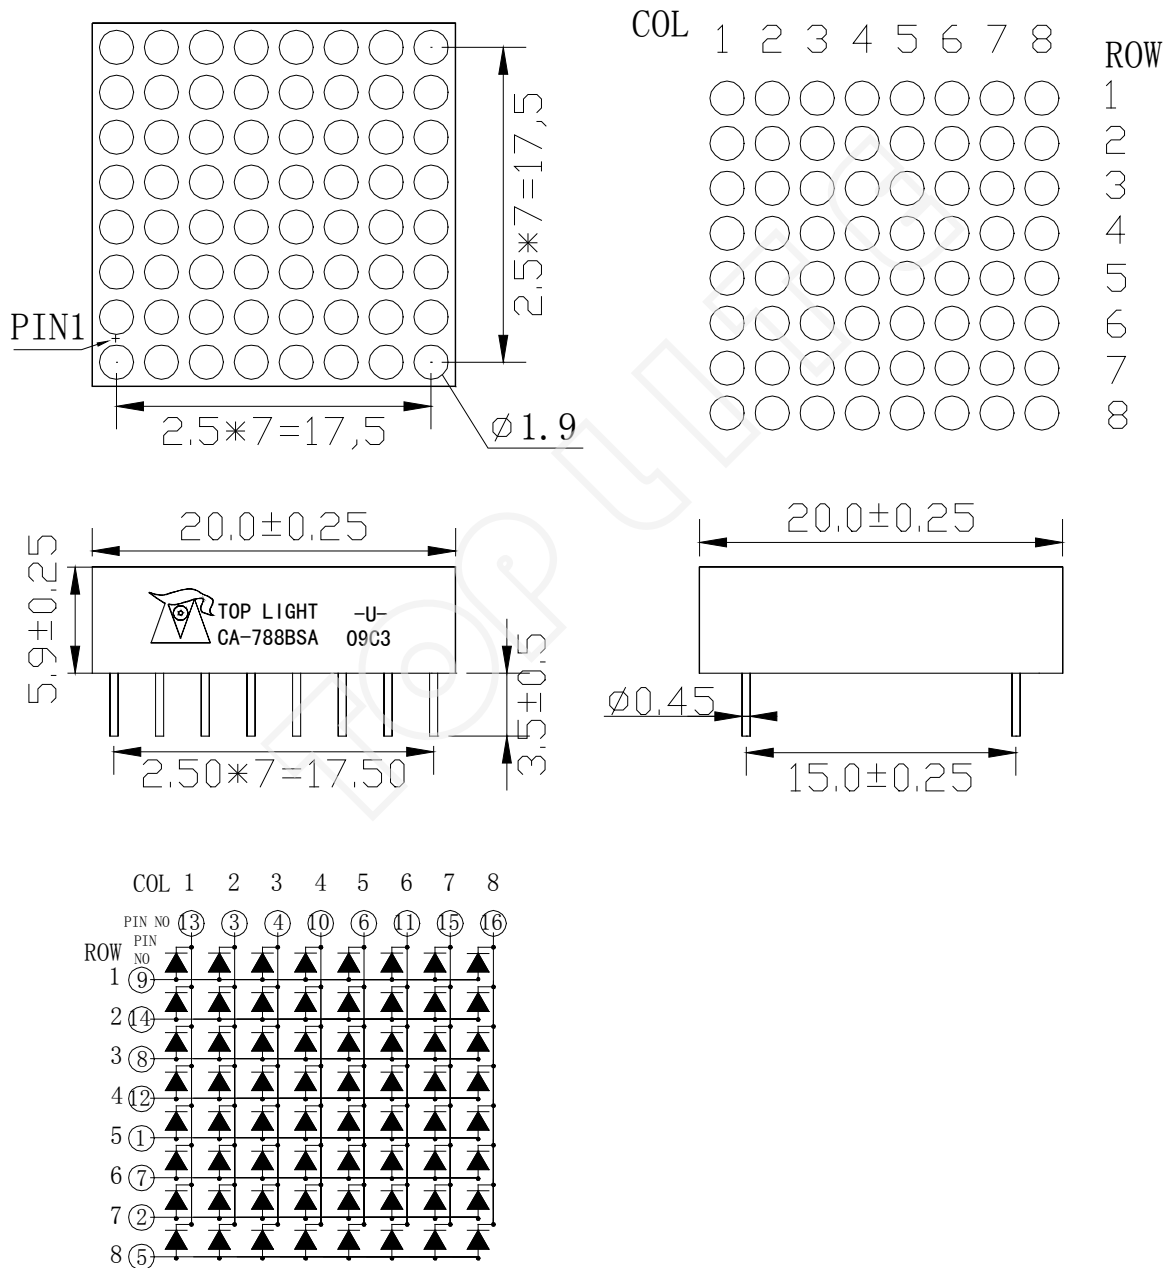 COL 1 2 3 4 5 6 7 8
ROW
1
2
3
4
5
6
7
8
2.5*7=17,5
PIN1
2.5*7=17,5
Ø1.9
20.0±0.25
5.9±0.25
TOP LIGHT -U-
CA-788BSA 09C3
3.5±0.5
2.50*7=17.50
20.0±0.25
Ø0.45
15.0±0.25
TOP LITE
COL 1 2 3 4 5 6 7 8
PIN NO 13 3 4 10 6 11 15 16
ROW PIN NO
1 9
2 14
3 8
4 12
5 1
6 7
7 2
8 5